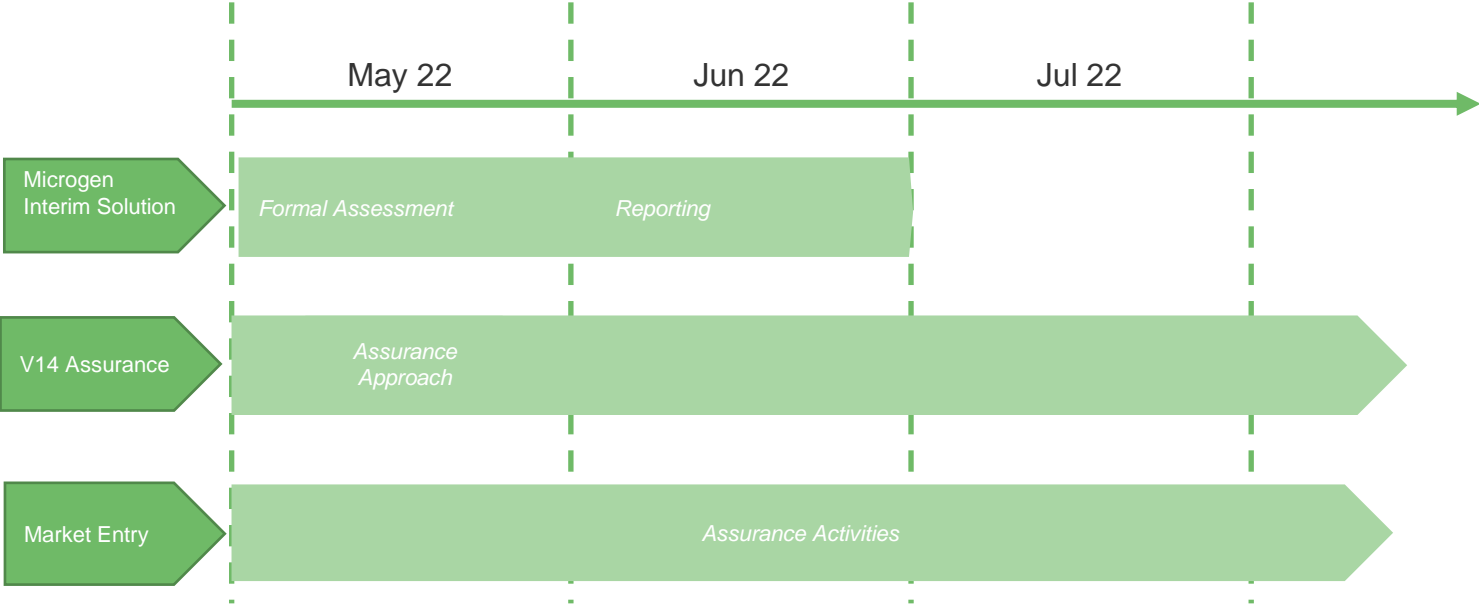 May 22
Jun 22
Jul 22
Microgen
Interim Solution
Formal Assessment
Reporting
V14 Assurance
Assurance
Approach
Market Entry
Assurance Activities